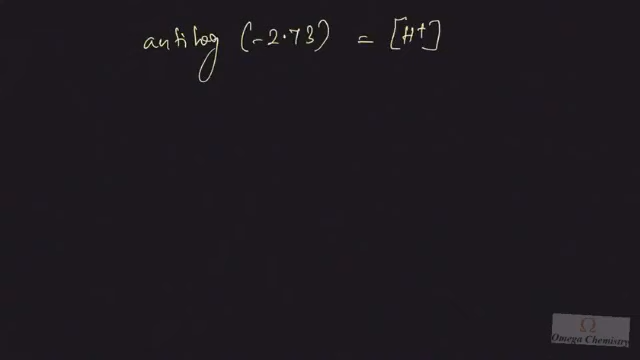 antilog (-2.73) = [H+]
Ω
Omega Chemistry